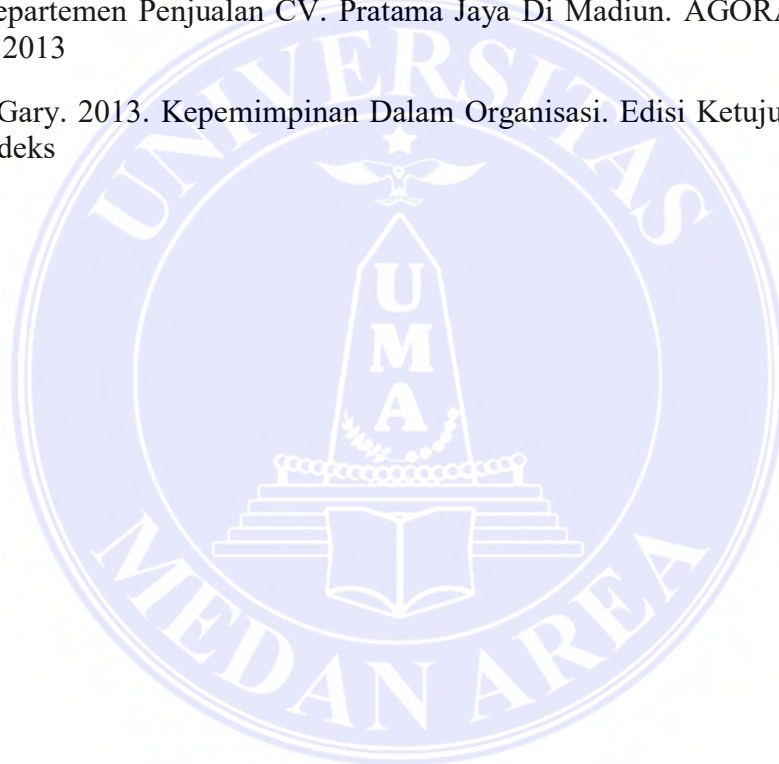 epartemen Penjualan CV. Pratama Jaya Di Madiun. AGORA
2013
Gary. 2013. Kepemimpinan Dalam Organisasi. Edisi Ketuju
deks
UNIVERSITAS
U
M
A
MEDAN AREA